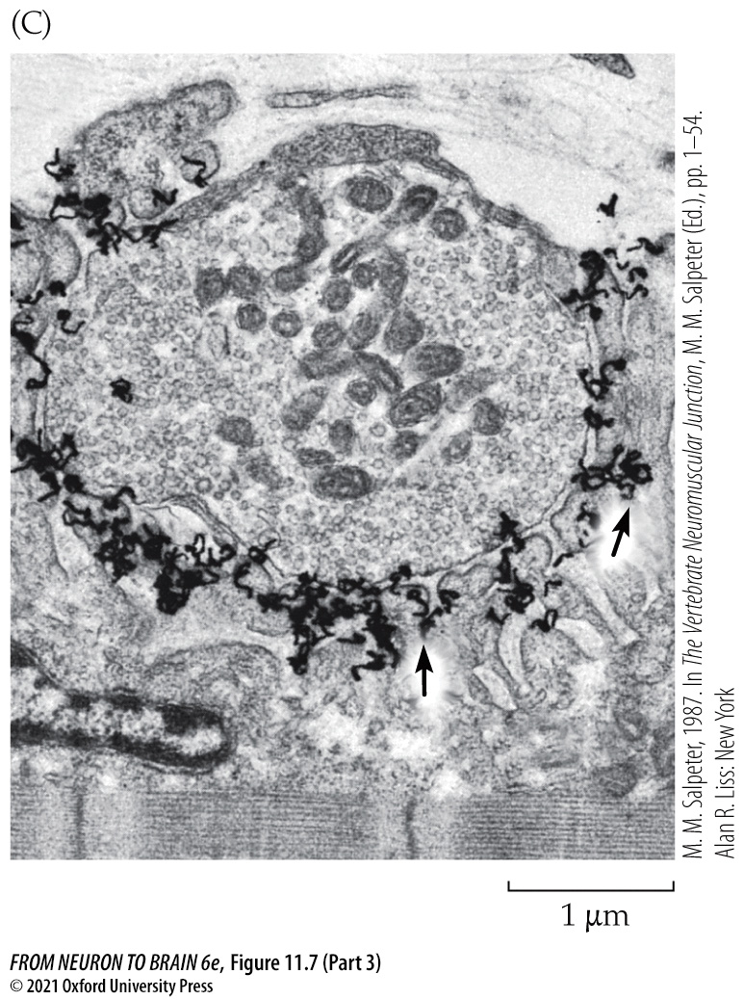 (C)
M. M. Salpeter, 1987. In The Vertebrate Neuromuscular Junction, M. M. Salpeter (Ed.), pp. 1–54.
Alan R. Liss: New York
1 μm
FROM NEURON TO BRAIN 6e, Figure 11.7 (Part 3)
© 2021 Oxford University Press